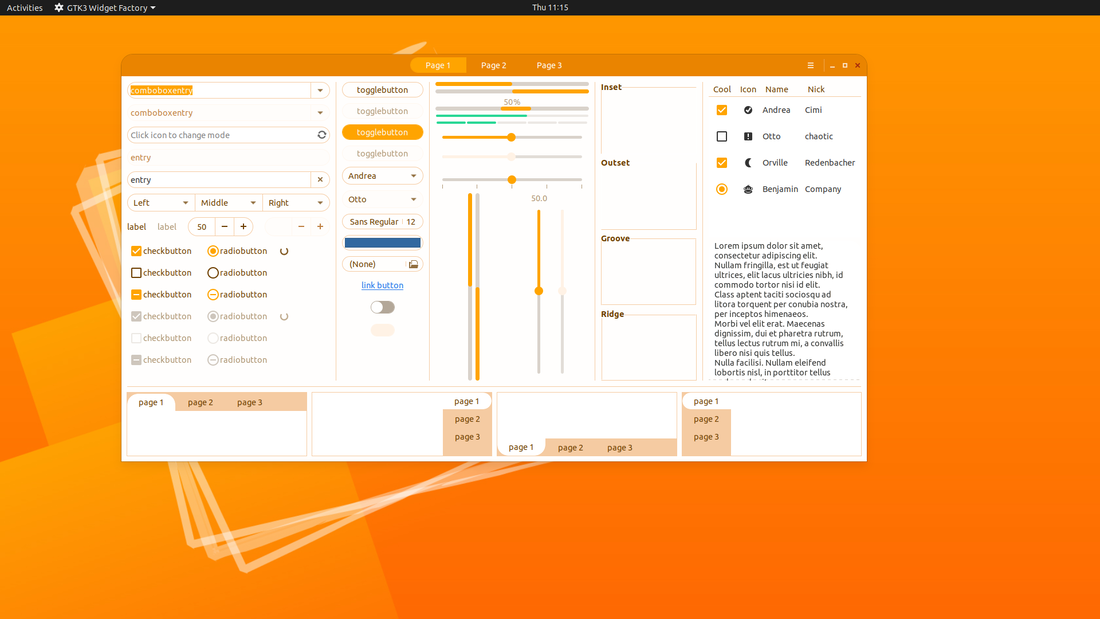 Activities
GTK3 Widget Factory
Thu 11:15
Page 1
Page 2
Page 3
comboboxentry
comboboxentry
Click icon to change mode
entry
entry
Left
Middle
Right
label
label
50
checkbutton
radiobutton
checkbutton
radiobutton
checkbutton
radiobutton
checkbutton
radiobutton
checkbutton
radiobutton
checkbutton
radiobutton
togglebutton
togglebutton
togglebutton
togglebutton
Andrea
Otto
Sans Regular 12
(None)
link button
50%
50.0
Inset
Outset
Groove
Ridge
Cool Icon Name Nick
Andrea Cimi
Otto chaotic
Orville Redenbacher
Benjamin Company
Lorem ipsum dolor sit amet,
consectetur adipiscing elit.
Nullam fringilla, est ut feugiat
ultrices, elit lacus ultricies nibh, id
commodo tortor nisi id elit.
Class aptent taciti sociosqu ad
litora torquent per conubia nostra,
per inceptos himenaeos.
Morbi vel elit erat. Maecenas
dignissim, dui et pharetra rutrum,
tellus lectus rutrum mi, a convallis
libero nisi quis tellus.
Nulla facilisi. Nullam eleifend
lobortis nisl, in porttitor tellus
page 1
page 2
page 3
page 1
page 2
page 3
page 1
page 2
page 3
page 1
page 2
page 3